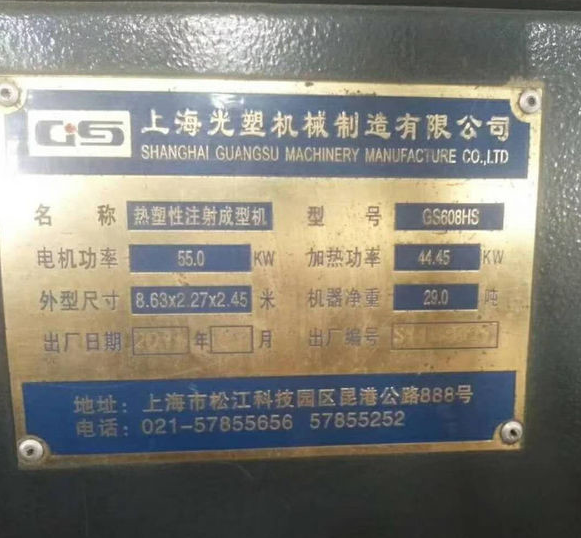 GS 上海光塑机械制造有限公司
SHANGHAI GUANGSU MACHINERY MANUFACTURE CO.,LTD
名称 热塑性注射成型机 型号 GS608HS
电机功率 55.0 KW 加热功率 44.45 KW
外型尺寸 8.63x2.27x2.45 米 机器净重 29.0 吨
出厂日期 年 月 出厂编号
地址: 上海市松江科技园区昆港公路888号
电话: 021-57855656 57855252